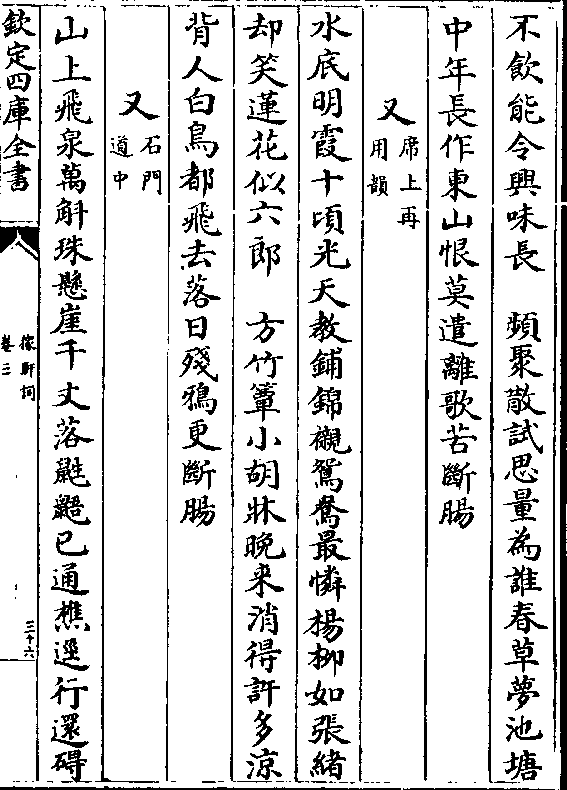 不飲能令興味長　頻聚散試思量為誰春草夢池塘
中年長作東山恨莫遣離歌苦斷腸
又席上再用韻
水底明霞十頃光天教鋪錦襯鴛鴦最憐楊柳如張緒
却笑蓮花似六郎　方竹簟小胡牀晚來消得許多涼
背人白鳥都飛去落日殘鴉更斷腸
又石門道中
山上飛泉萬斛珠懸崖千丈落鼪鼯已通樵逕行還礙
欽定四庫全書
稼軒詞
卷三
三十六